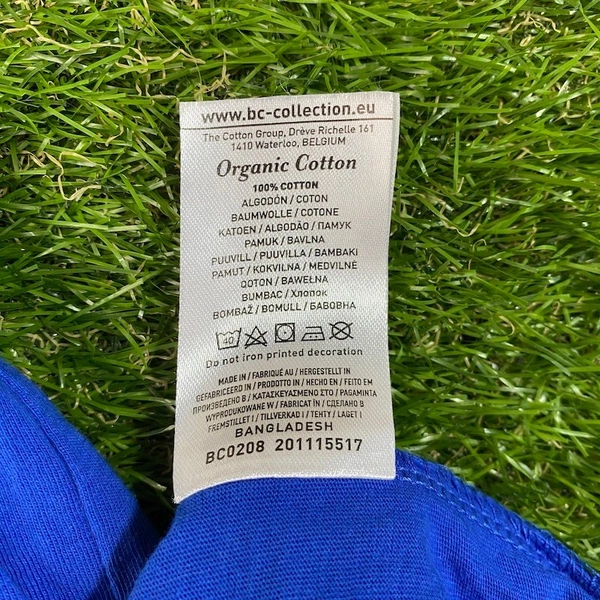 www.bc-collection.eu
The Cotton Group, Drève Richelle 161
1410 Waterloo, BELGIUM
Organic Cotton
100% COTTON
ALGODÓN / COTON
BAUMWOLLE / COTONE
KATOEN / ALGODÃO / ПАМУК
PAMUK / BAVLNA
PUUVILL / PUUVILLA / BAMBAKI
PAMUT / KOKVILNA / MEDVILNĖ
QOTON / BAWEŁNA
BUMBAC / Хлопок
BOMBAŽ / BOMULL / БАВОВНА
40
Do not iron printed decoration
MADE IN / FABRIQUÉ AU / HERGESTELLT IN
GEFABRICEERD IN / PRODOTTO IN / HECHO EN / FEITO EM
ПРОИЗВЕДЕНО В / ΚΑΤΑΣΚΕΥΑΣΜΕΝΟ ΣΤΟ / PAGAMINTA
WYPRODUKOWANE W / FABRICAT ÎN / СДЕЛАНО В
FREMSTILLET I / TILLVERKAD I / TEHTY / LAGET I
BANGLADESH
BC0208 201115517